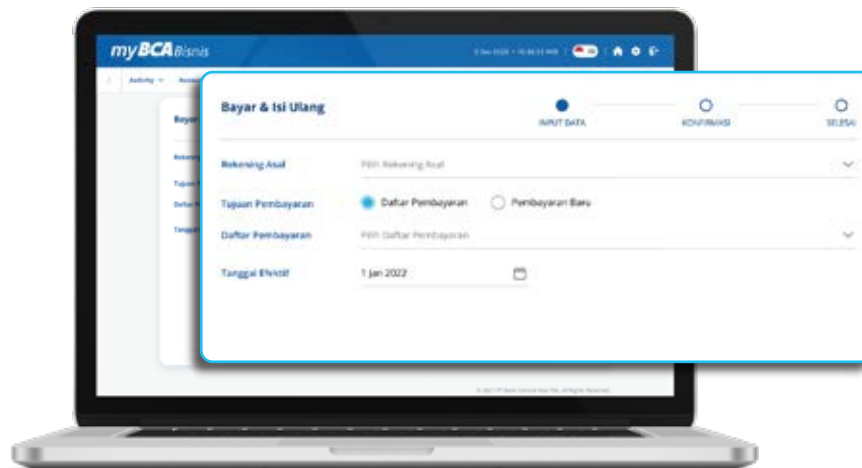 myBCA Bisnis
Activity
Bayar & Isi Ulang
INPUT DATA
KONFIRMASI
SELESAI
Rekening Asal
Pilih Rekening Asal
Tujuan Pembayaran
Daftar Pembayaran
Pembayaran Baru
Daftar Pembayaran
Pilih Daftar Pembayaran
Tanggal Efektif
1 Jan 2022